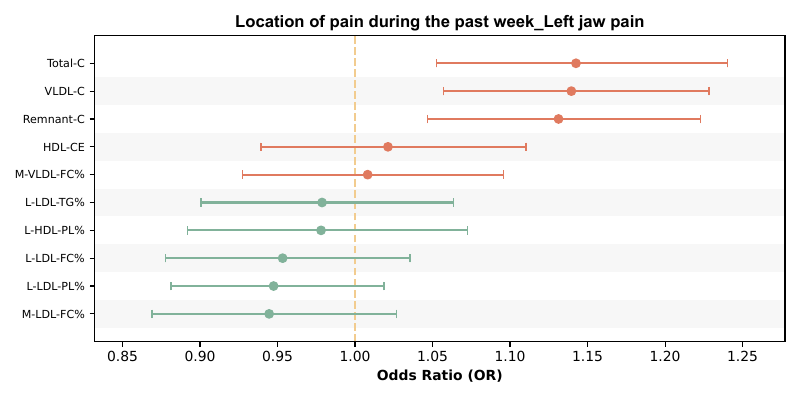 Location of pain during the past week_Left jaw pain
Total-C
VLDL-C
Remnant-C
HDL-CE
M-VLDL-FC%
L-LDL-TG%
L-HDL-PL%
L-LDL-FC%
L-LDL-PL%
M-LDL-FC%
0.85 0.90 0.95 1.00 1.05 1.10 1.15 1.20 1.25
Odds Ratio (OR)